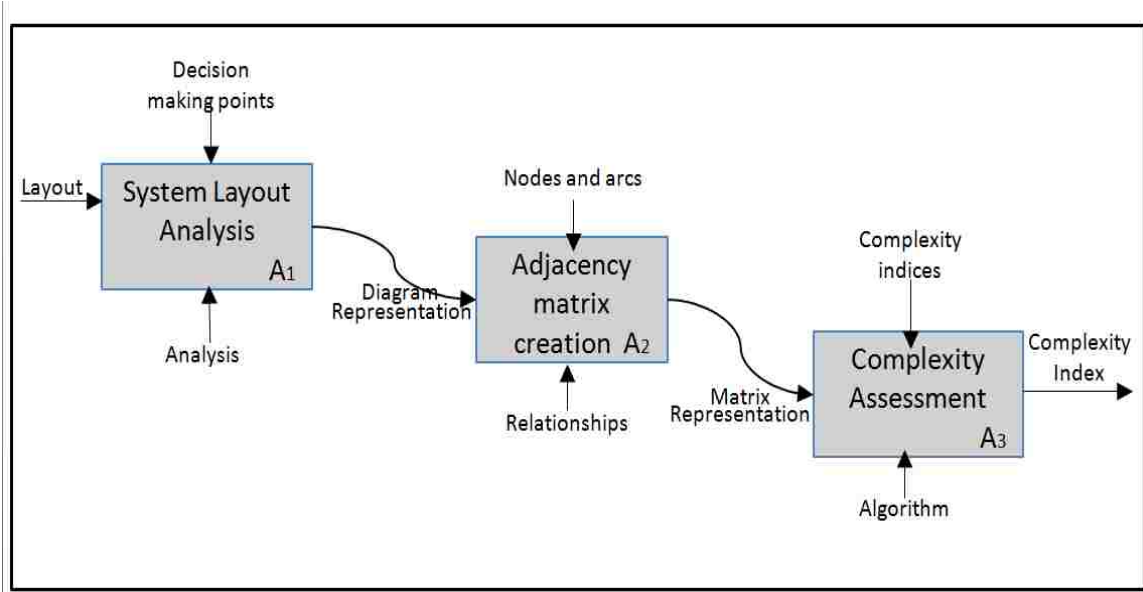 Decision
making points
Layout
System Layout
Analysis
A1
Analysis
Diagram
Representation
Nodes and arcs
Adjacency
matrix
creation A2
Relationships
Matrix
Representation
Complexity
indices
Complexity
Assessment
A3
Algorithm
Complexity
Index